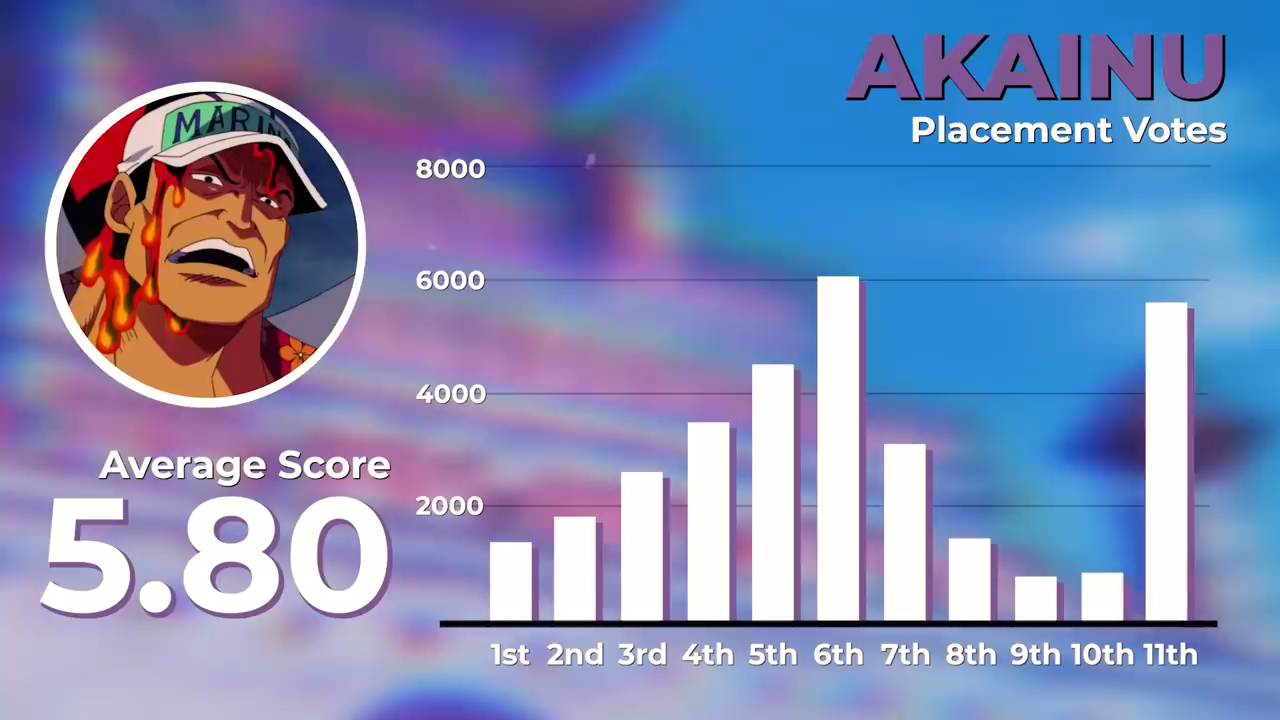 AKAINU
Placement Votes
MARIN
8000
6000
4000
2000
Average Score
5.80
1st 2nd 3rd 4th 5th 6th 7th 8th 9th 10th 11th